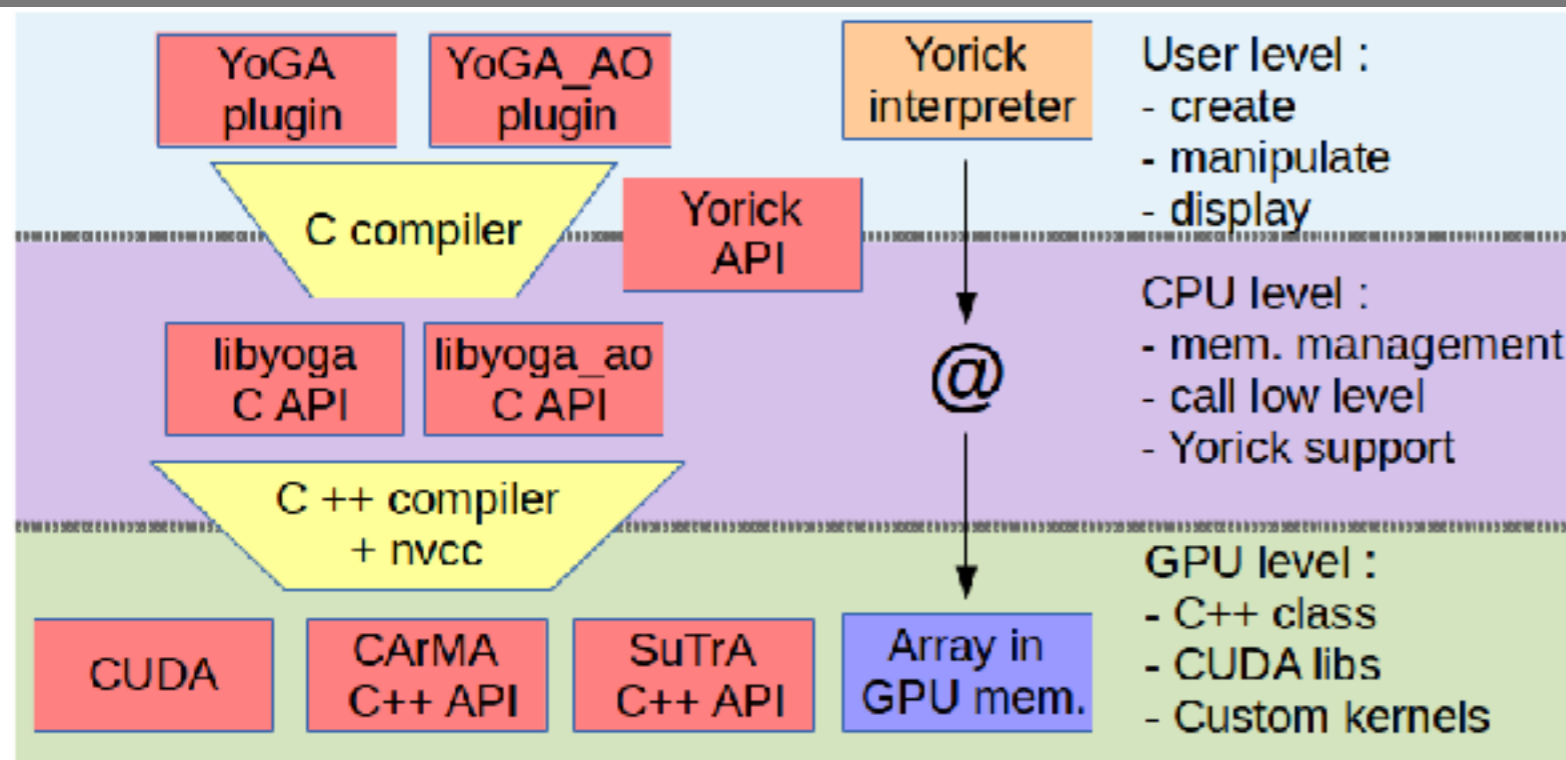 YoGA
plugin
YoGA_AO
plugin
Yorick
interpreter
User level :
- create
- manipulate
- display
C compiler
Yorick
API
CPU level :
- mem. management
- call low level
- Yorick support
libyoga
C API
libyoga_ao
C API
@
C ++ compiler
+ nvcc
GPU level :
- C++ class
- CUDA libs
- Custom kernels
CUDA
CArMA
C++ API
SuTrA
C++ API
Array in
GPU mem.